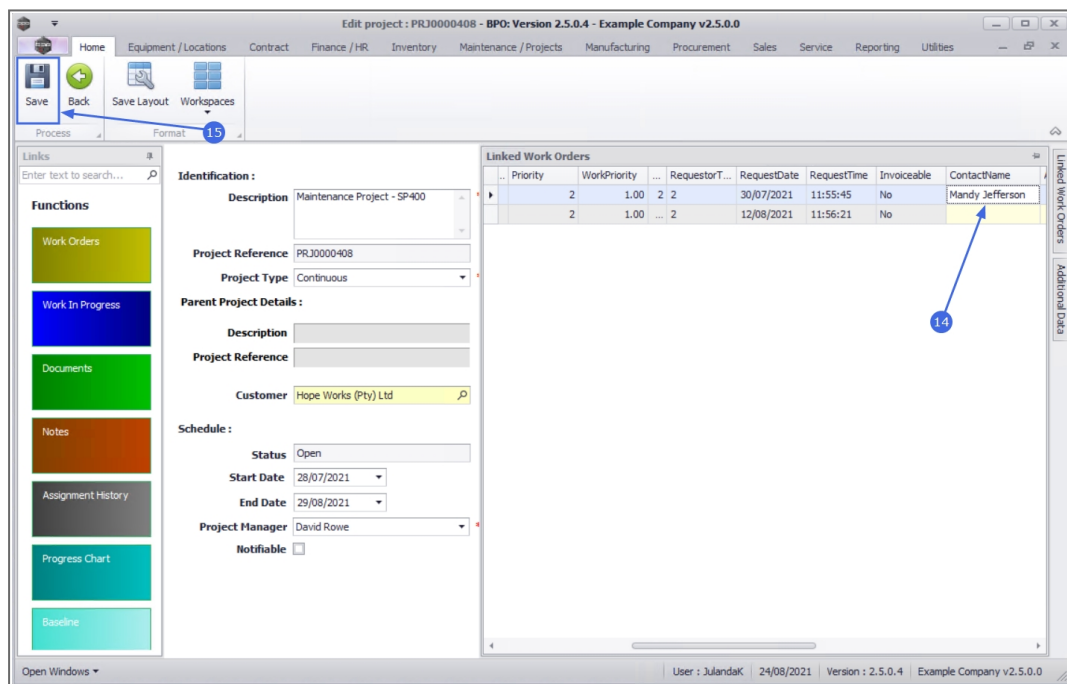 Edit project : PRJ0000408 - BPO: Version 2.5.0.4 - Example Company v2.5.0.0
Home Equipment / Locations Contract Finance / HR Inventory Maintenance / Projects Manufacturing Procurement Sales Service Reporting Utilities
Save Back Save Layout Workspaces
Process Format 15
Links
Enter text to search...
Functions
Work Orders
Work In Progress
Documents
Notes
Assignment History
Progress Chart
Baseline
Identification :
Description Maintenance Project - SP400 *
Project Reference PRJ0000408
Project Type Continuous *
Parent Project Details :
Description
Project Reference
Customer Hope Works (Pty) Ltd
Schedule :
Status Open
Start Date 28/07/2021
End Date 29/08/2021
Project Manager David Rowe *
Notifiable
Linked Work Orders
.. Priority WorkPriority ... RequestorT... RequestDate RequestTime Invoiceable ContactName
2 1.00 2 2 30/07/2021 11:55:45 No Mandy Jefferson
2 1.00 ... 2 12/08/2021 11:56:21 No
14
Linked Work Orders
Additional Data
Open Windows User : JulandaK 24/08/2021 Version : 2.5.0.4 Example Company v2.5.0.0